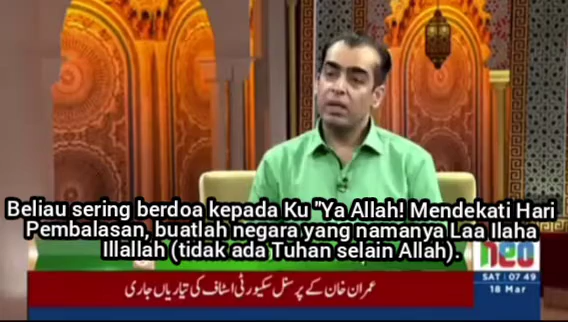 Beliau sering berdoa kepada Ku "Ya Allah! Mendekati Hari
Pembalasan, buatlah negara yang namanya Laa Ilaha
Illallah (tidak ada Tuhan selain Allah).
neo
SAT 07 49
18 Mar
عمران خان کے پرسنل سکیورٹی اسٹاف کی تیاریاں جاری